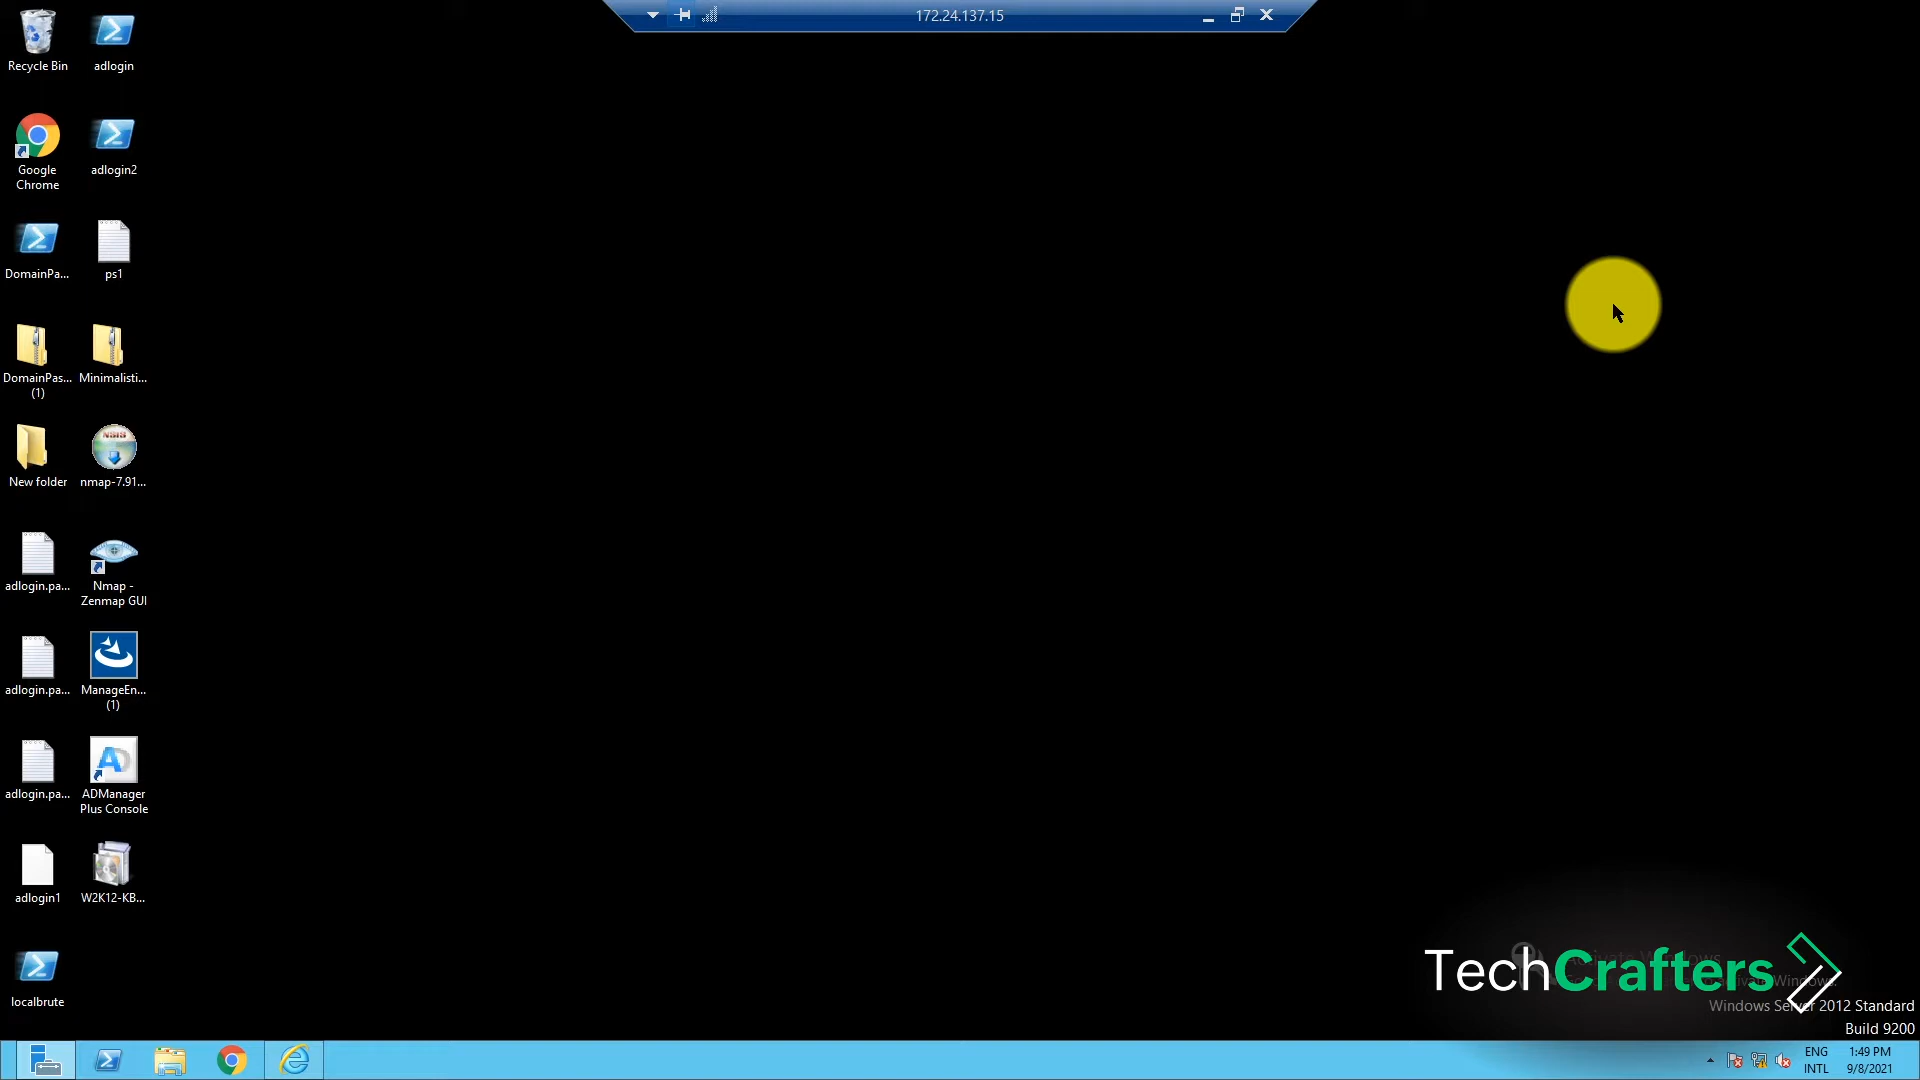 172.24.137.15
Recycle Bin
adlogin
Google
Chrome
adlogin2
DomainPa...
ps1
DomainPas...
(1)
Minimalisti...
New folder
nmap-7.91...
adlogin.pa...
Nmap -
Zenmap GUI
adlogin.pa...
ManageEn...
(1)
adlogin.pa...
ADManager
Plus Console
adlogin1
W2K12-KB...
localbrute
TechCrafters
Windows Server 2012 Standard
Build 9200
ENG
INTL
1:49 PM
9/8/2021